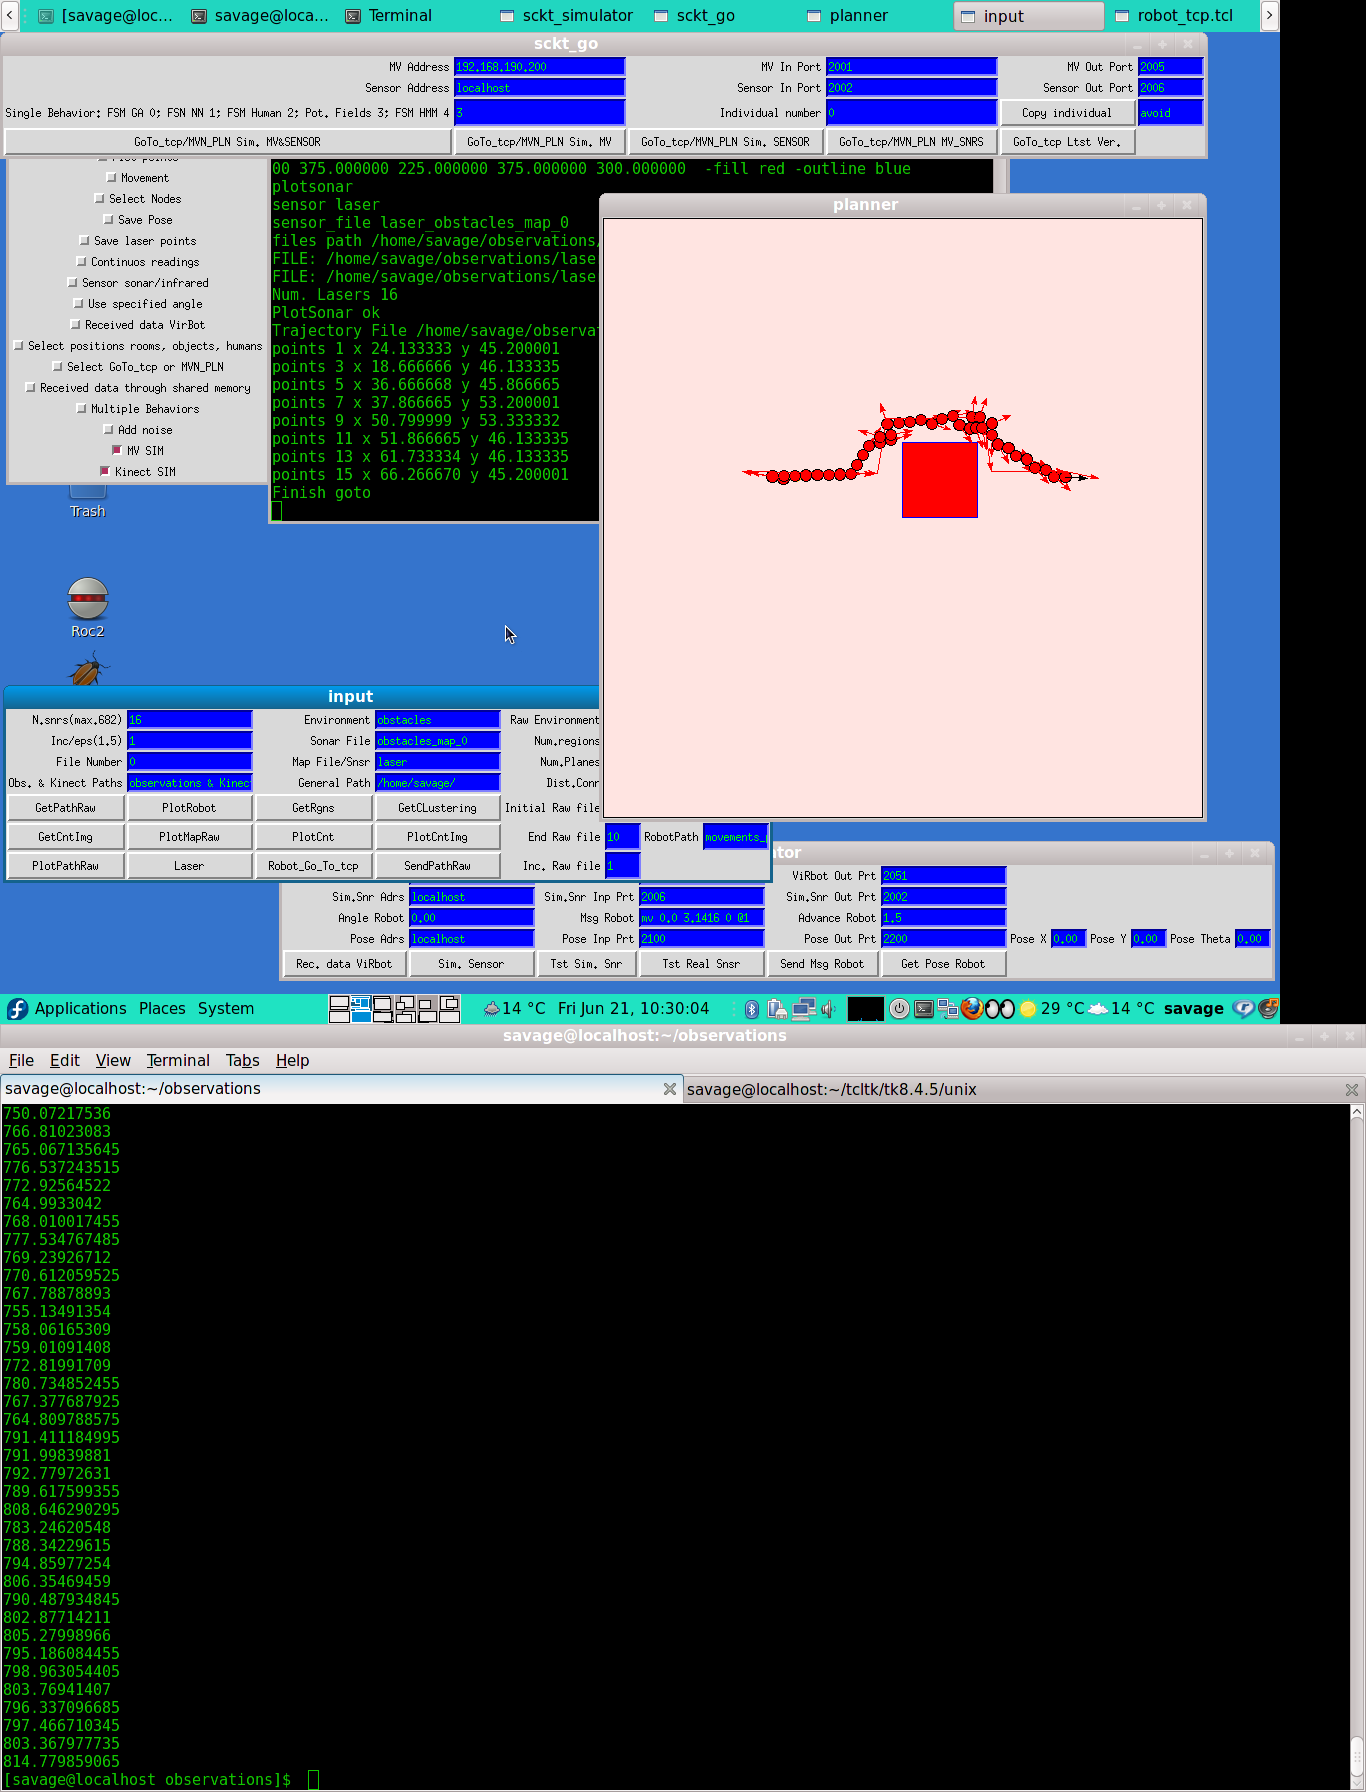 [savage@loc... savage@loca... Terminal sckt_simulator sckt_go planner input robot_tcp.tcl
sckt_go
MV Address 192.168.190.200 MV In Port 2001 MV Out Port 2005
Sensor Address localhost Sensor In Port 2002 Sensor Out Port 2006
Single Behavior: FSM GA 0; FSN NN 1; FSM Human 2; Pot. Fields 3; FSM HMM 4 3 Individual number 0 Copy individual avoid
GoTo_tcp/MVN_PLN Sim. MV&SENSOR GoTo_tcp/MVN_PLN Sim. MV GoTo_tcp/MVN_PLN Sim. SENSOR GoTo_tcp/MVN_PLN MV_SNRS GoTo_tcp Ltst Ver.
Movement
Select Nodes
Save Pose
Save laser points
Continuos readings
Sensor sonar/infrared
Use specified angle
Received data VirBot
Select positions rooms, objects, humans
Select GoTo_tcp or MVN_PLN
Received data through shared memory
Multiple Behaviors
Add noise
MV SIM
Kinect SIM
00 375.000000 225.000000 375.000000 300.000000 -fill red -outline blue
plotsonar
sensor laser
sensor_file laser_obstacles_map_0
files path /home/savage/observations/
FILE: /home/savage/observations/lase
FILE: /home/savage/observations/lase
Num. Lasers 16
PlotSonar ok
Trajectory File /home/savage/observat
points 1 x 24.133333 y 45.200001
points 3 x 18.666666 y 46.133335
points 5 x 36.666668 y 45.866665
points 7 x 37.866665 y 53.200001
points 9 x 50.799999 y 53.333332
points 11 x 51.866665 y 46.133335
points 13 x 61.733334 y 46.133335
points 15 x 66.266670 y 45.200001
Finish goto
planner
Trash
Roc2
input
N.snrs(max.682) 16 Environment obstacles Raw Environment
Inc/eps(1.5) 1 Sonar File obstacles_map_0 Num.regions
File Number 0 Map File/Snsr laser Num.Planes
Obs. & Kinect Paths observations & Kinec General Path /home/savage/ Dist.Conn
GetPathRaw PlotRobot GetRgns GetCLustering Initial Raw file
GetCntImg PlotMapRaw PlotCnt PlotCntImg End Raw file 10 RobotPath movements_
PlotPathRaw Laser Robot_Go_To_tcp SendPathRaw Inc. Raw file 1
tor
ViRbot Out Prt 2051
Sim.Snr Adrs localhost Sim.Snr Inp Prt 2006 Sim.Snr Out Prt 2002
Angle Robot 0.00 Msg Robot mv 0.0 3.1416 0 @1 Advance Robot 1.5
Pose Adrs localhost Pose Inp Prt 2100 Pose Out Prt 2200 Pose X 0.00 Pose Y 0.00 Pose Theta 0.00
Rec. data ViRbot Sim. Sensor Tst Sim. Snr Tst Real Snsr Send Msg Robot Get Pose Robot
Applications Places System 14 °C Fri Jun 21, 10:30:04 29 °C 14 °C savage
savage@localhost:~/observations
File Edit View Terminal Tabs Help
savage@localhost:~/observations savage@localhost:~/tcltk/tk8.4.5/unix
750.07217536
766.81023083
765.067135645
776.537243515
772.92564522
764.9933042
768.010017455
777.534767485
769.23926712
770.612059525
767.78878893
755.13491354
758.06165309
759.01091408
772.81991709
780.734852455
767.377687925
764.809788575
791.411184995
791.99839881
792.77972631
789.617599355
808.646290295
783.24620548
788.34229615
794.85977254
806.35469459
790.487934845
802.87714211
805.27998966
795.186084455
798.963054405
803.76941407
796.337096685
797.466710345
803.367977735
814.779859065
[savage@localhost observations]$